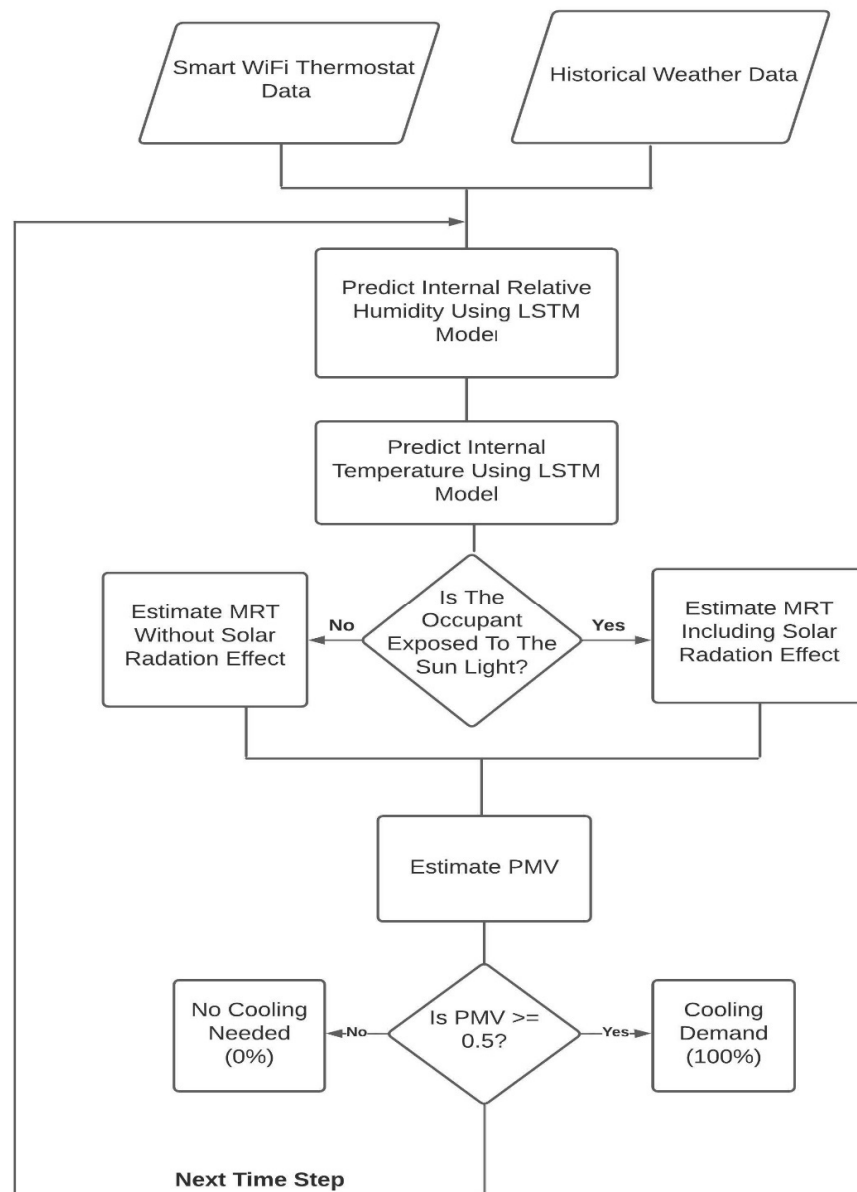 Smart WiFi Thermostat
Data
Historical Weather Data
Predict Internal Relative
Humidity Using LSTM
Model
Predict Internal
Temperature Using LSTM
Model
Is The
Occupant
Exposed To The
Sun Light?
No
Yes
Estimate MRT
Without Solar
Radation Effect
Estimate MRT
Including Solar
Radation Effect
Estimate PMV
Is PMV >=
0.5?
No
Yes
No Cooling
Needed
(0%)
Cooling
Demand
(100%)
Next Time Step